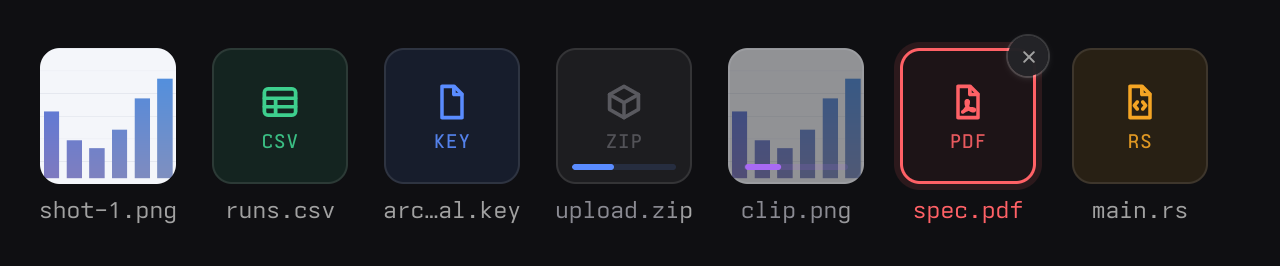 CSV
KEY
ZIP
PDF
RS
shot-1.png
runs.csv
arc…al.key
upload.zip
clip.png
spec.pdf
main.rs